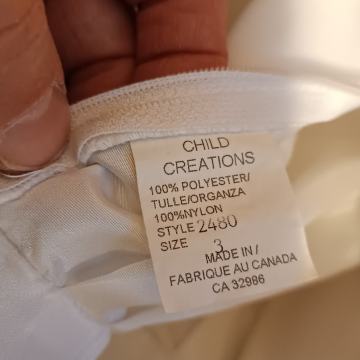 CHILD
CREATIONS
100% POLYESTER/
TULLE/ORGANZA
100%NYLON
STYLE 2480
SIZE 3
MADE IN /
FABRIQUE AU CANADA
CA 32986